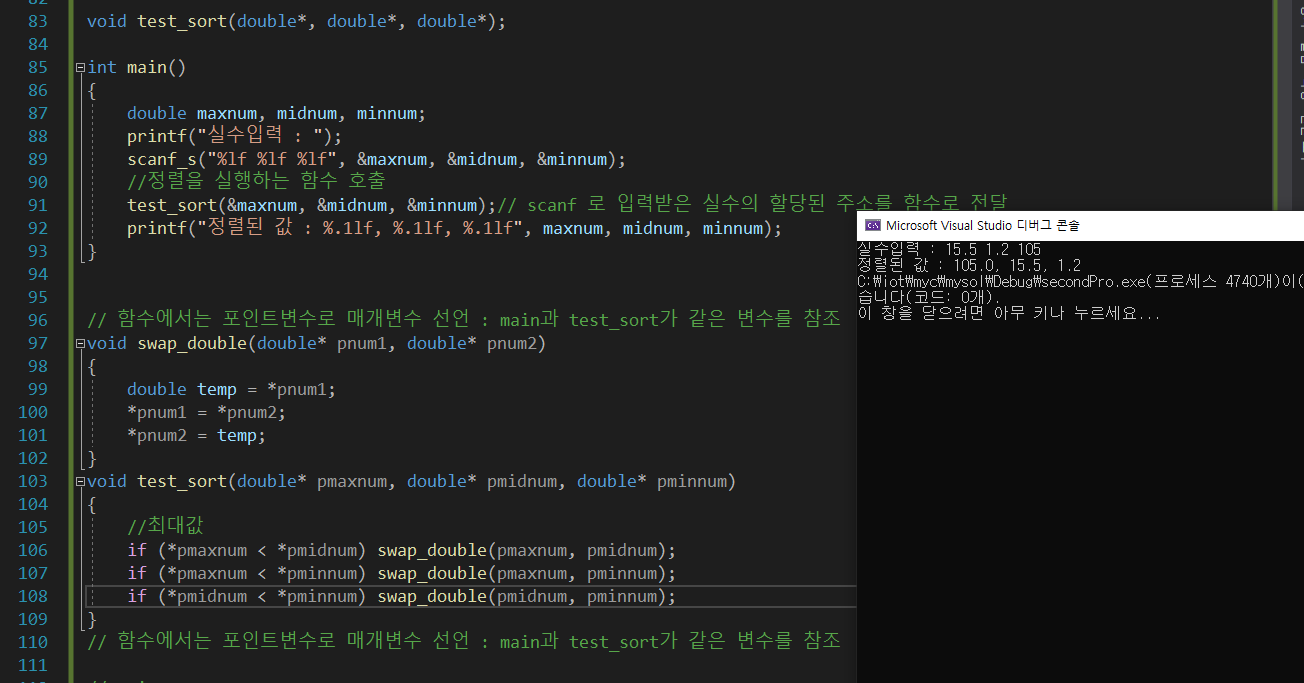 83 void test_sort(double*, double*, double*);
84
85 int main()
86 {
87 double maxnum, midnum, minnum;
88 printf("실수입력 : ");
89 scanf_s("%lf %lf %lf", &maxnum, &midnum, &minnum);
90 //정렬을 실행하는 함수 호출
91 test_sort(&maxnum, &midnum, &minnum);// scanf 로 입력받은 실수의 할당된 주소를 함수로 전달
92 printf("정렬된 값 : %.1lf, %.1lf, %.1lf", maxnum, midnum, minnum);
93 }
94
95
96 // 함수에서는 포인트변수로 매개변수 선언 : main과 test_sort가 같은 변수를 참조
97 void swap_double(double* pnum1, double* pnum2)
98 {
99 double temp = *pnum1;
100 *pnum1 = *pnum2;
101 *pnum2 = temp;
102 }
103 void test_sort(double* pmaxnum, double* pmidnum, double* pminnum)
104 {
105 //최대값
106 if (*pmaxnum < *pmidnum) swap_double(pmaxnum, pmidnum);
107 if (*pmaxnum < *pminnum) swap_double(pmaxnum, pminnum);
108 if (*pmidnum < *pminnum) swap_double(pmidnum, pminnum);
109 }
110 // 함수에서는 포인트변수로 매개변수 선언 : main과 test_sort가 같은 변수를 참조
111
Microsoft Visual Studio 디버그 콘솔
실수입력 : 15.5 1.2 105
정렬된 값 : 105.0, 15.5, 1.2
C:\iot\myc\mysol\Debug\secondPro.exe(프로세스 4740개)이(
습니다(코드: 0개).
이 창을 닫으려면 아무 키나 누르세요...